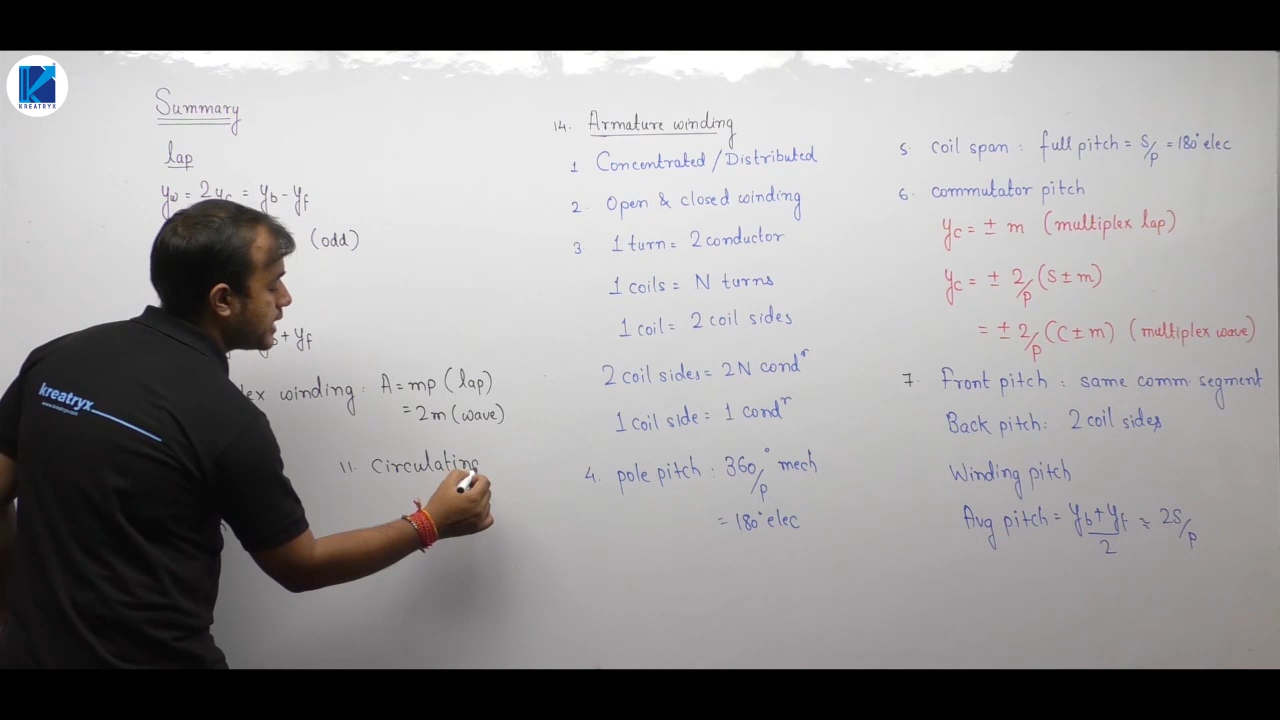 KREATRYX
Summary
lap
yw = 2yc = yb - yf
(odd)
+ yf
winding : A = mp (lap)
= 2m (wave)
11. Circulating
kreatryx
14. Armature winding
1 Concentrated / Distributed
2. Open & closed winding
3. 1 turn = 2 conductor
1 coils = N turns
1 coil = 2 coil sides
2 coil sides = 2N condr
1 coil side = 1 condr
4. pole pitch : 360/p ° mech
= 180° elec
5. coil span : full pitch = S/p = 180° elec
6. commutator pitch
yc = ± m (multiplex lap)
yc = ± 2/p (S ± m)
= ± 2/p (C ± m) (multiplex wave)
7. front pitch : same comm. segment
Back pitch : 2 coil sides
Winding pitch
Avg pitch = yb + yf / 2 ≈ 2S/p